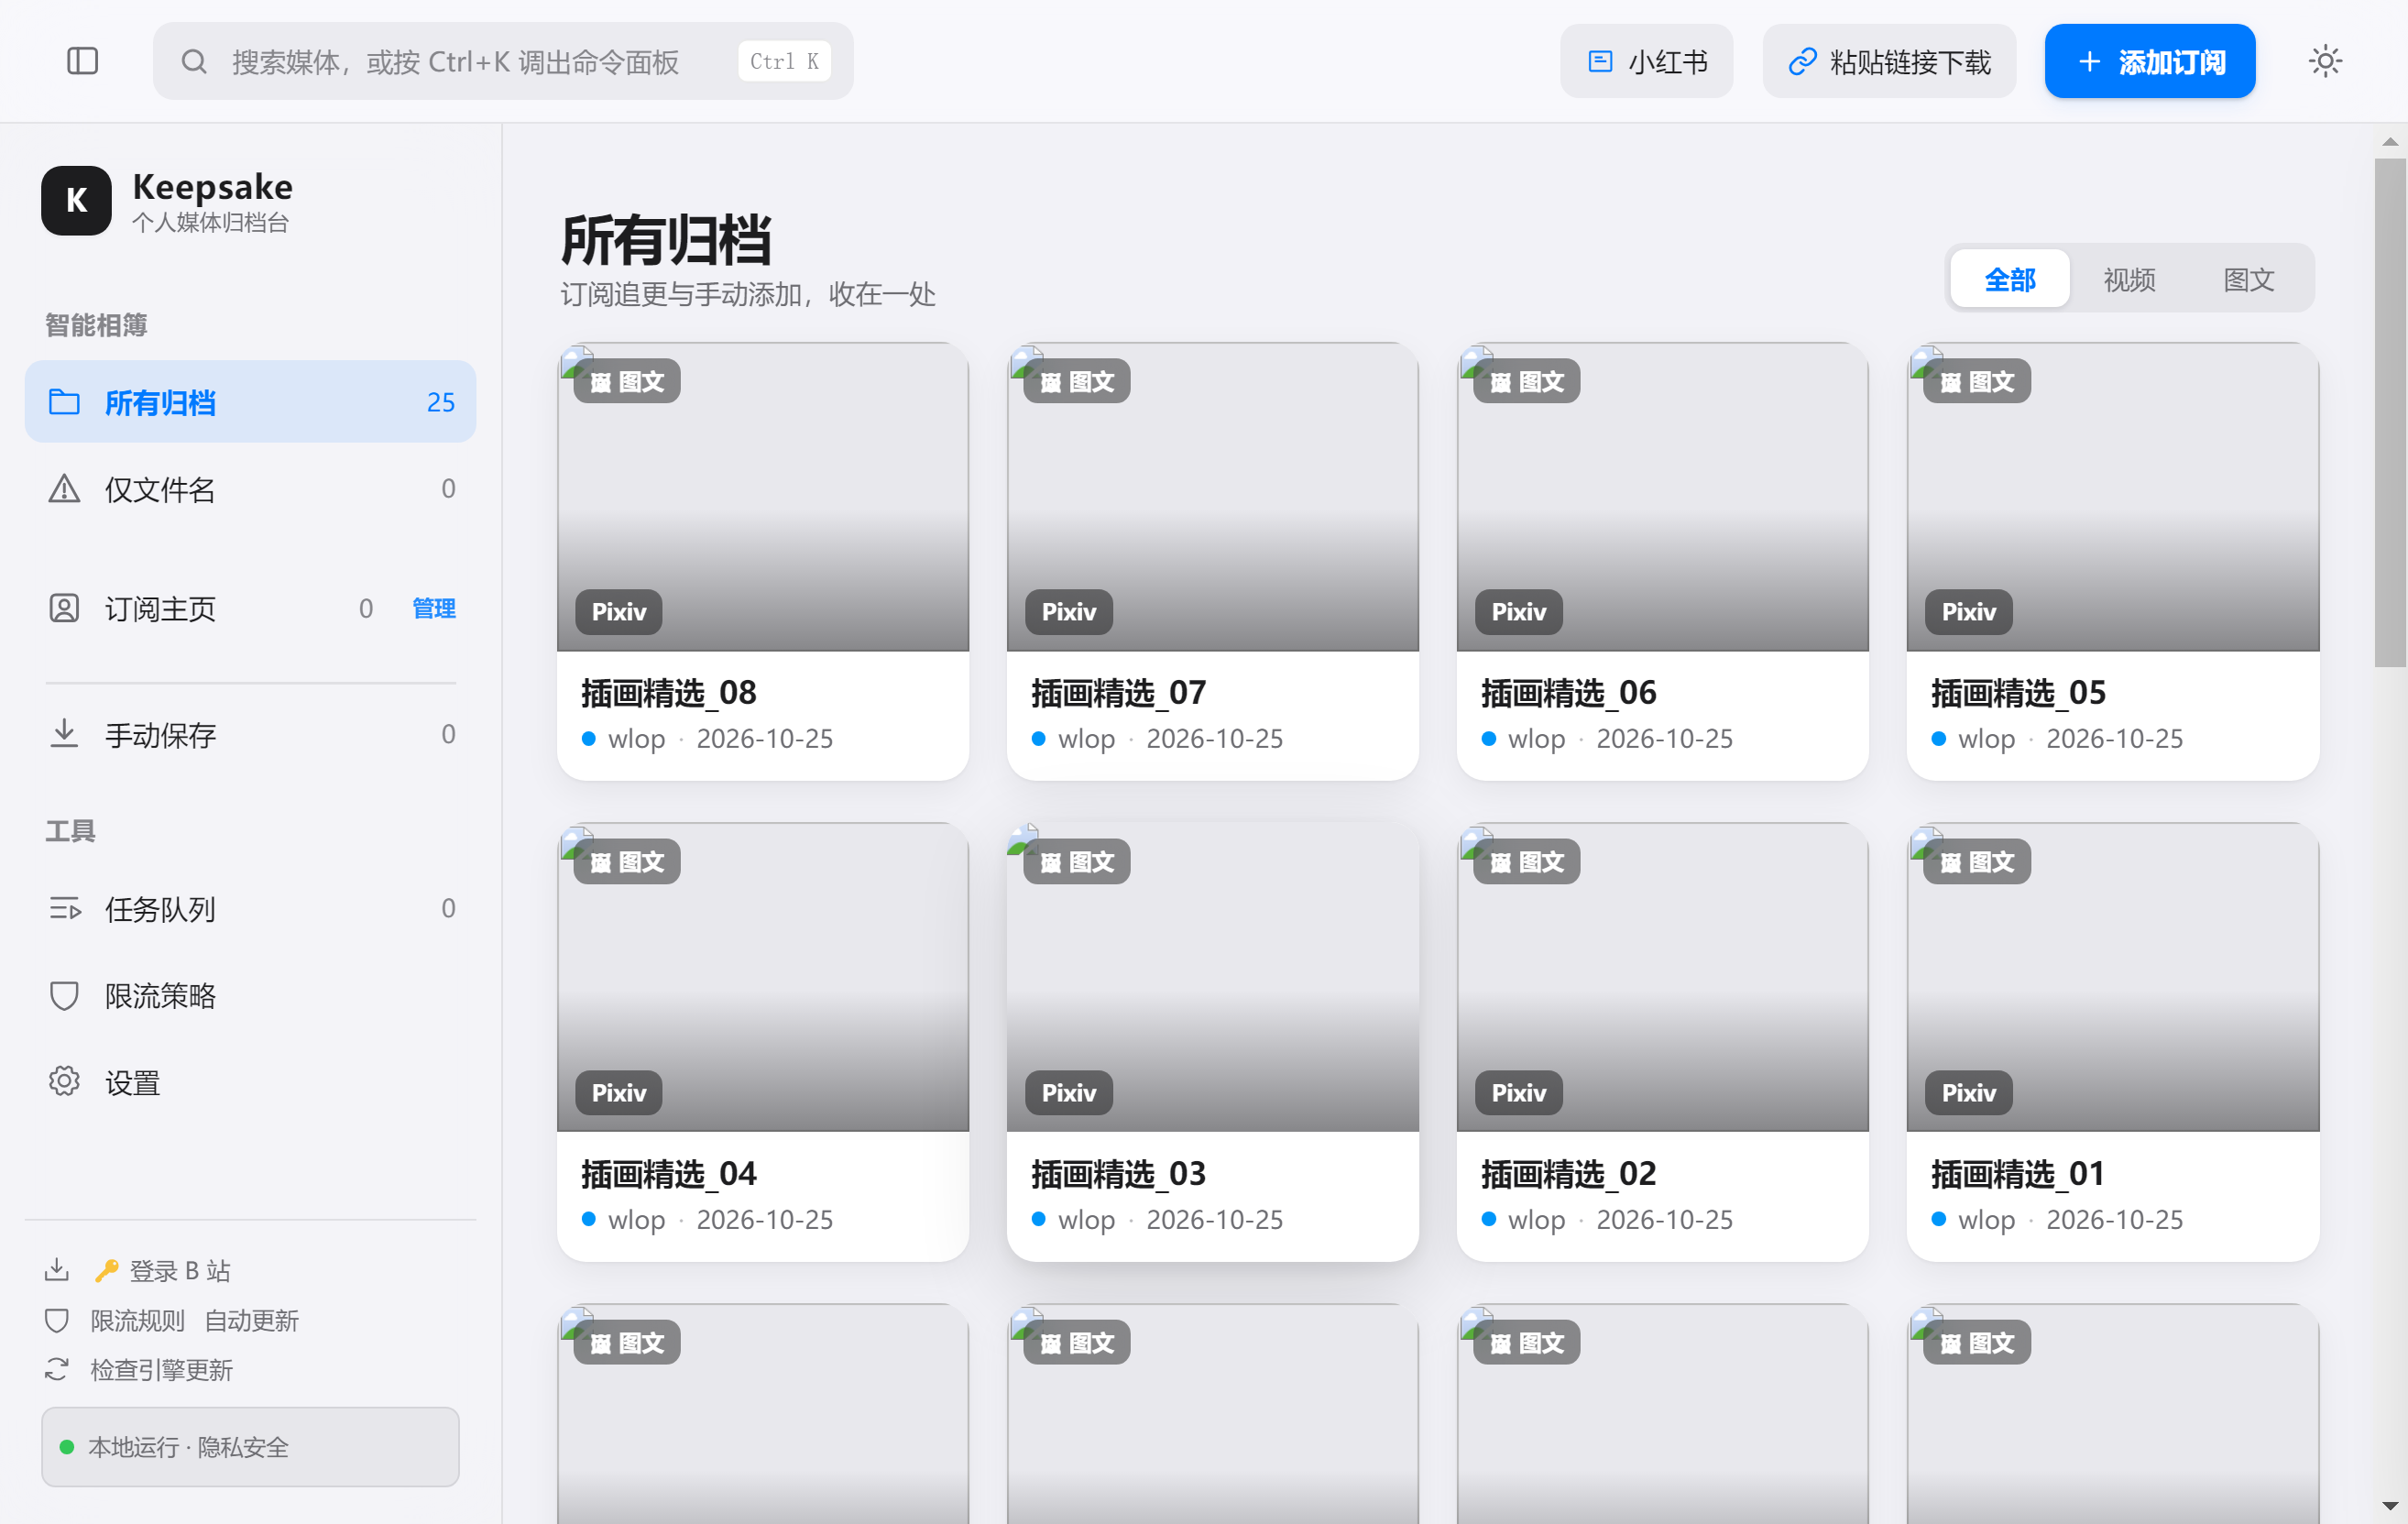 搜索媒体，或按 Ctrl+K 调出命令面板
Ctrl K
小红书
粘贴链接下载
添加订阅
K
Keepsake
个人媒体归档台
智能相簿
所有归档 25
仅文件名 0
订阅主页 0 管理
手动保存 0
工具
任务队列 0
限流策略
设置
登录 B 站
限流规则 自动更新
检查引擎更新
本地运行 · 隐私安全
所有归档
订阅追更与手动添加，收在一处
全部 视频 图文
图文
Pixiv
插画精选_08
wlop · 2026-10-25
图文
Pixiv
插画精选_07
wlop · 2026-10-25
图文
Pixiv
插画精选_06
wlop · 2026-10-25
图文
Pixiv
插画精选_05
wlop · 2026-10-25
图文
Pixiv
插画精选_04
wlop · 2026-10-25
图文
Pixiv
插画精选_03
wlop · 2026-10-25
图文
Pixiv
插画精选_02
wlop · 2026-10-25
图文
Pixiv
插画精选_01
wlop · 2026-10-25
图文
图文
图文
图文